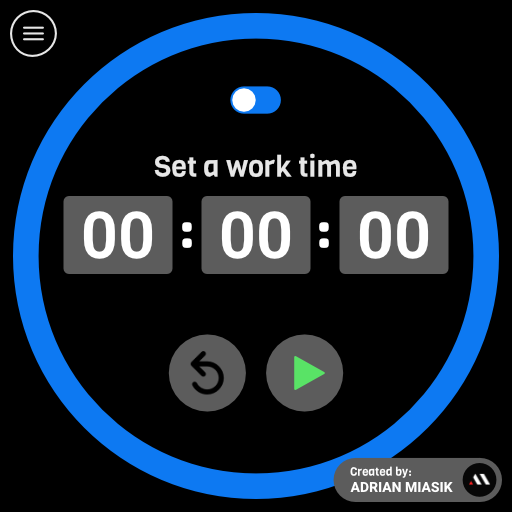 Set a work time
00 : 00 : 00
Created by:
ADRIAN MIASIK